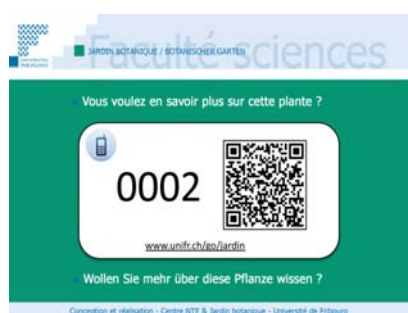 Faculté sciences
JARDIN BOTANIQUE / BOTANISCHER GARTEN
Vous voulez en savoir plus sur cette plante ?
0002
www.unifr.ch/go/jardin
Wollen Sie mehr über diese Pflanze wissen ?
Conception et réalisation - Centre NTE & Jardin botanique - Université de Fribourg